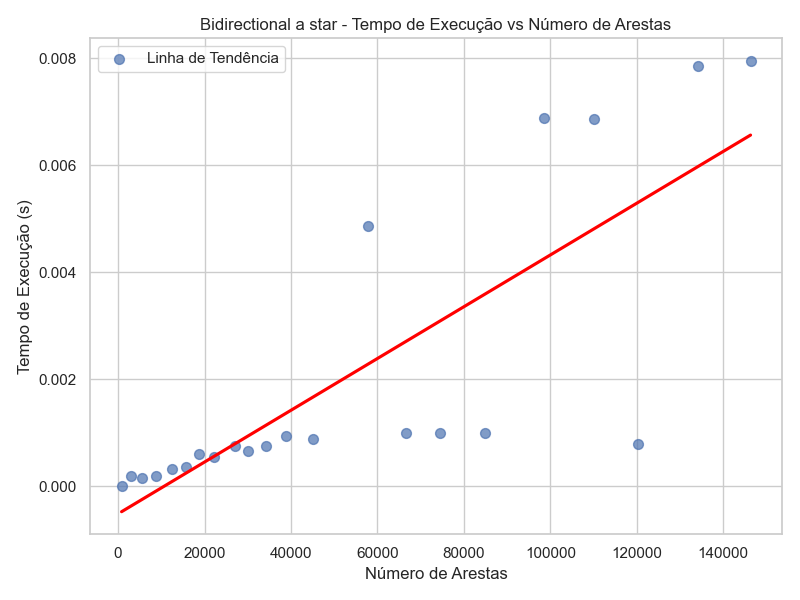 Bidirectional a star - Tempo de Execução vs Número de Arestas
Linha de Tendência
0.008
0.006
0.004
0.002
0.000
Tempo de Execução (s)
0 20000 40000 60000 80000 100000 120000 140000
Número de Arestas